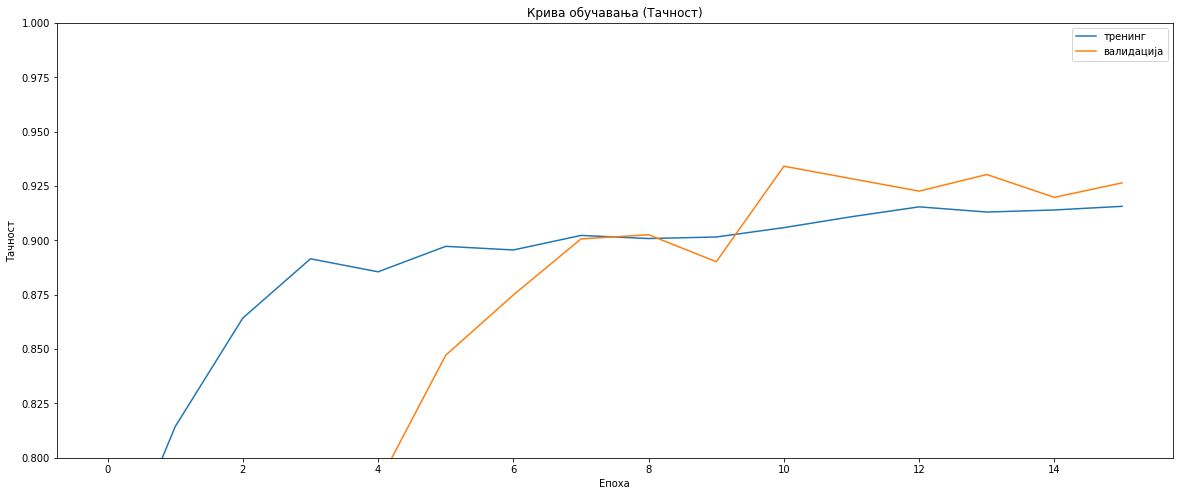 Крива обучавања (Тачност)
тренинг
валидација
1.000
0.975
0.950
0.925
0.900
0.875
0.850
0.825
0.800
Тачност
0 2 4 6 8 10 12 14
Епоха